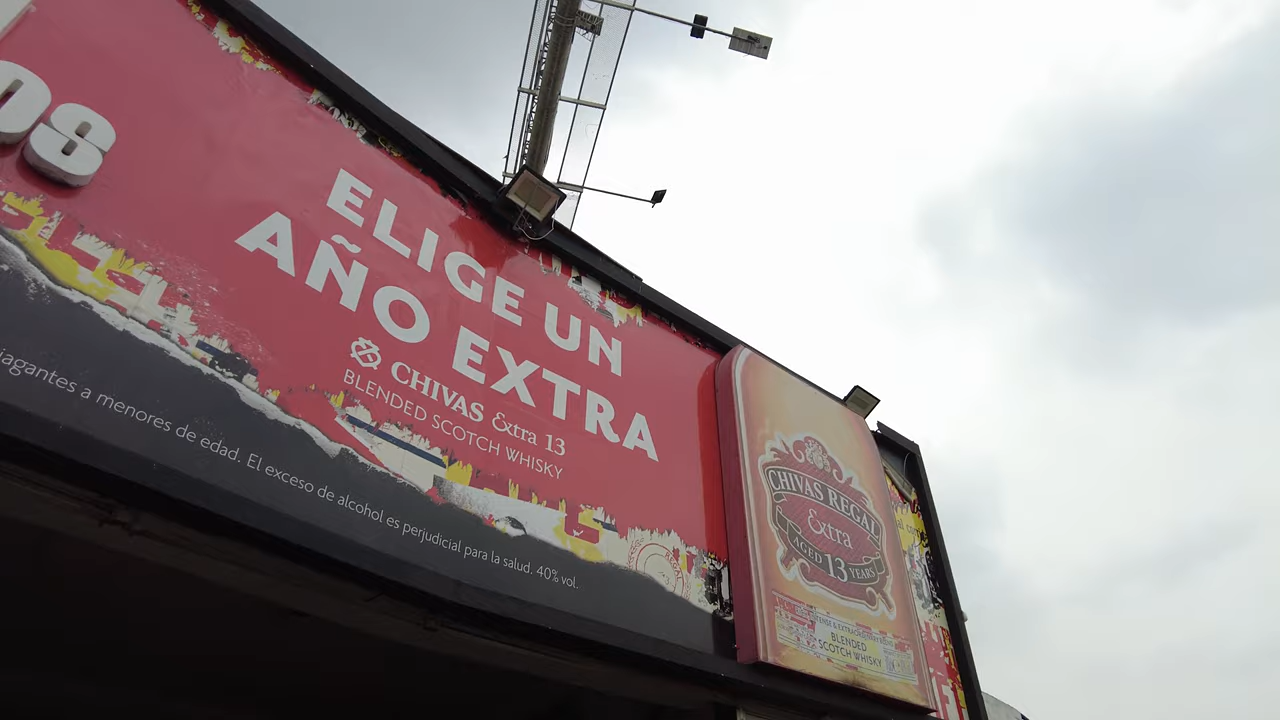 08
ELIGE UN
AÑO EXTRA
CHIVAS Extra 13
BLENDED SCOTCH WHISKY
a menores de edad. El exceso de alcohol es perjudicial para la salud. 40% vol.
CHIVAS REGAL
Extra
AGED 13 YEARS
BLENDED
SCOTCH WHISKY